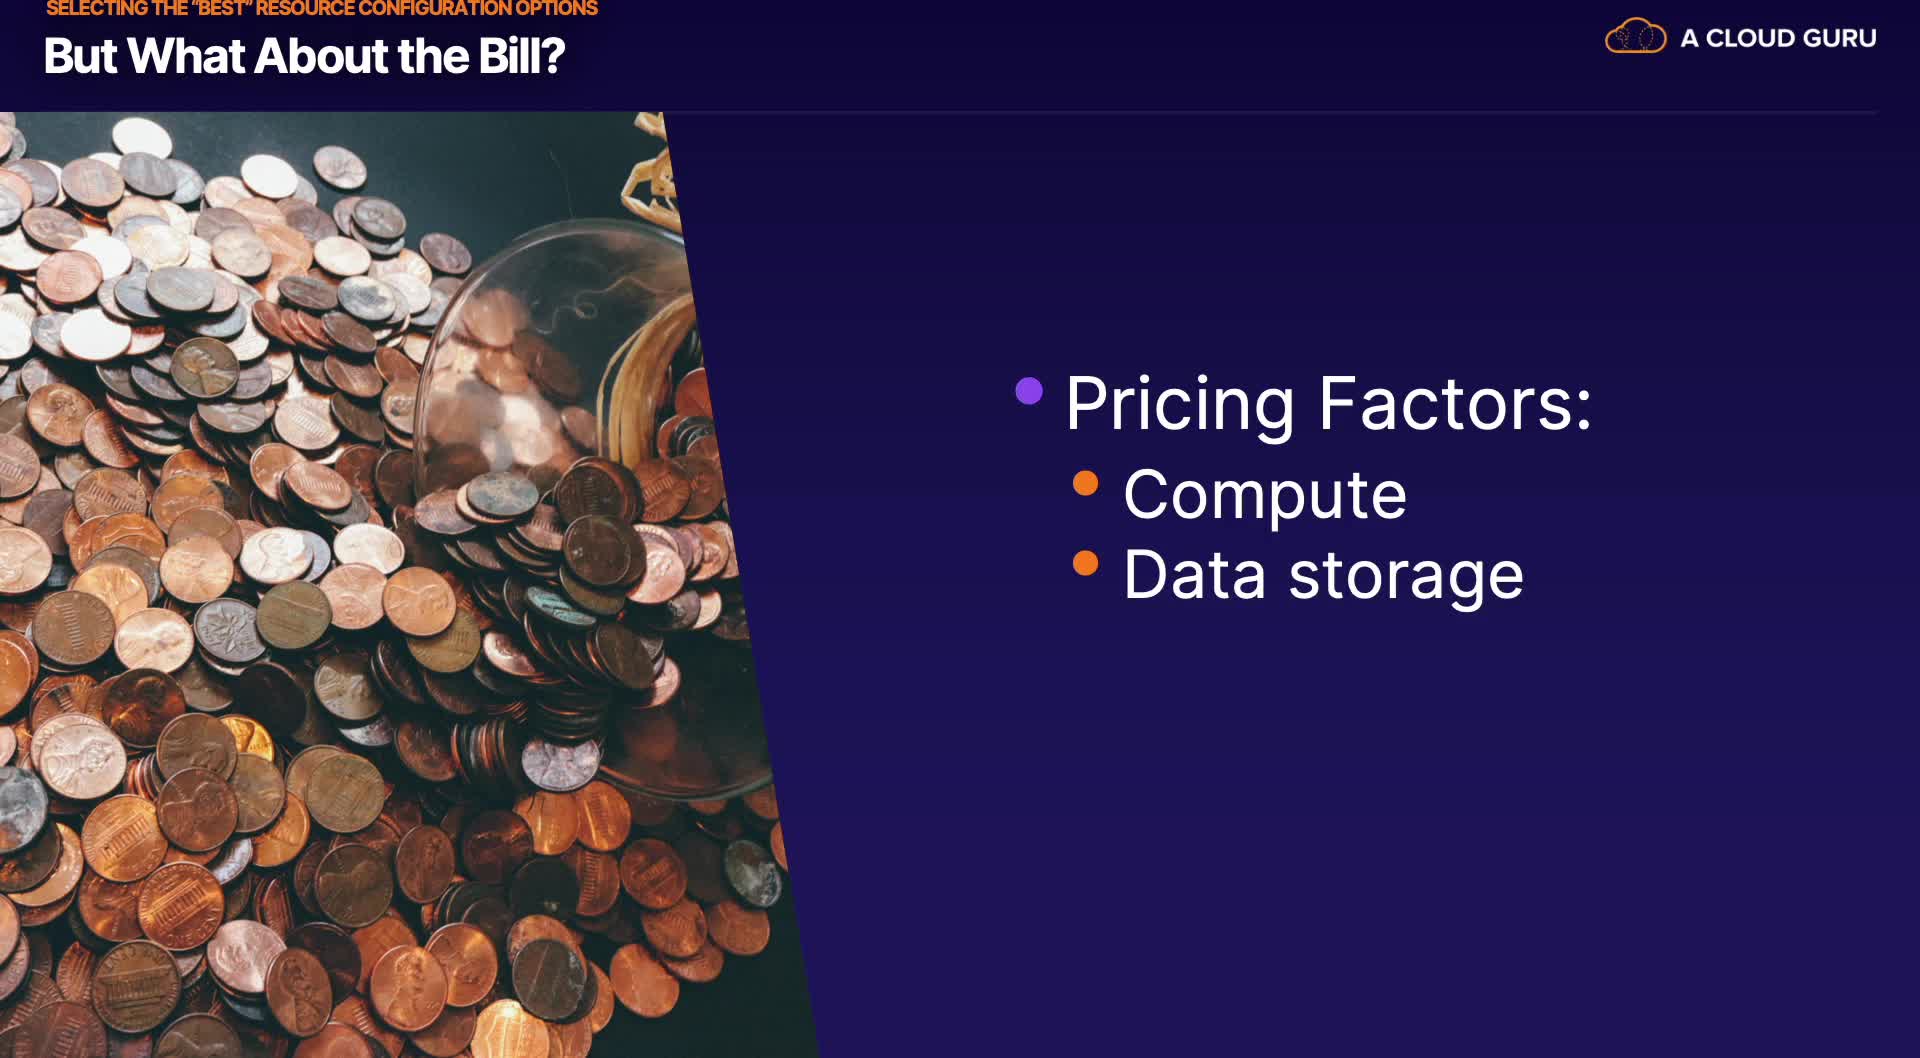 SELECTING THE “BEST” RESOURCE CONFIGURATION OPTIONS
But What About the Bill?
A CLOUD GURU
Pricing Factors:
Compute
Data storage